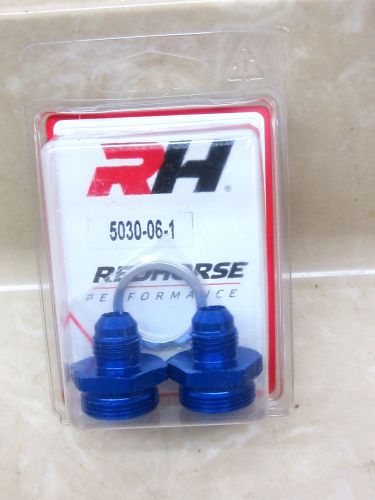 RH®
5030-06-1
REDHORSE
PERFORMANCE